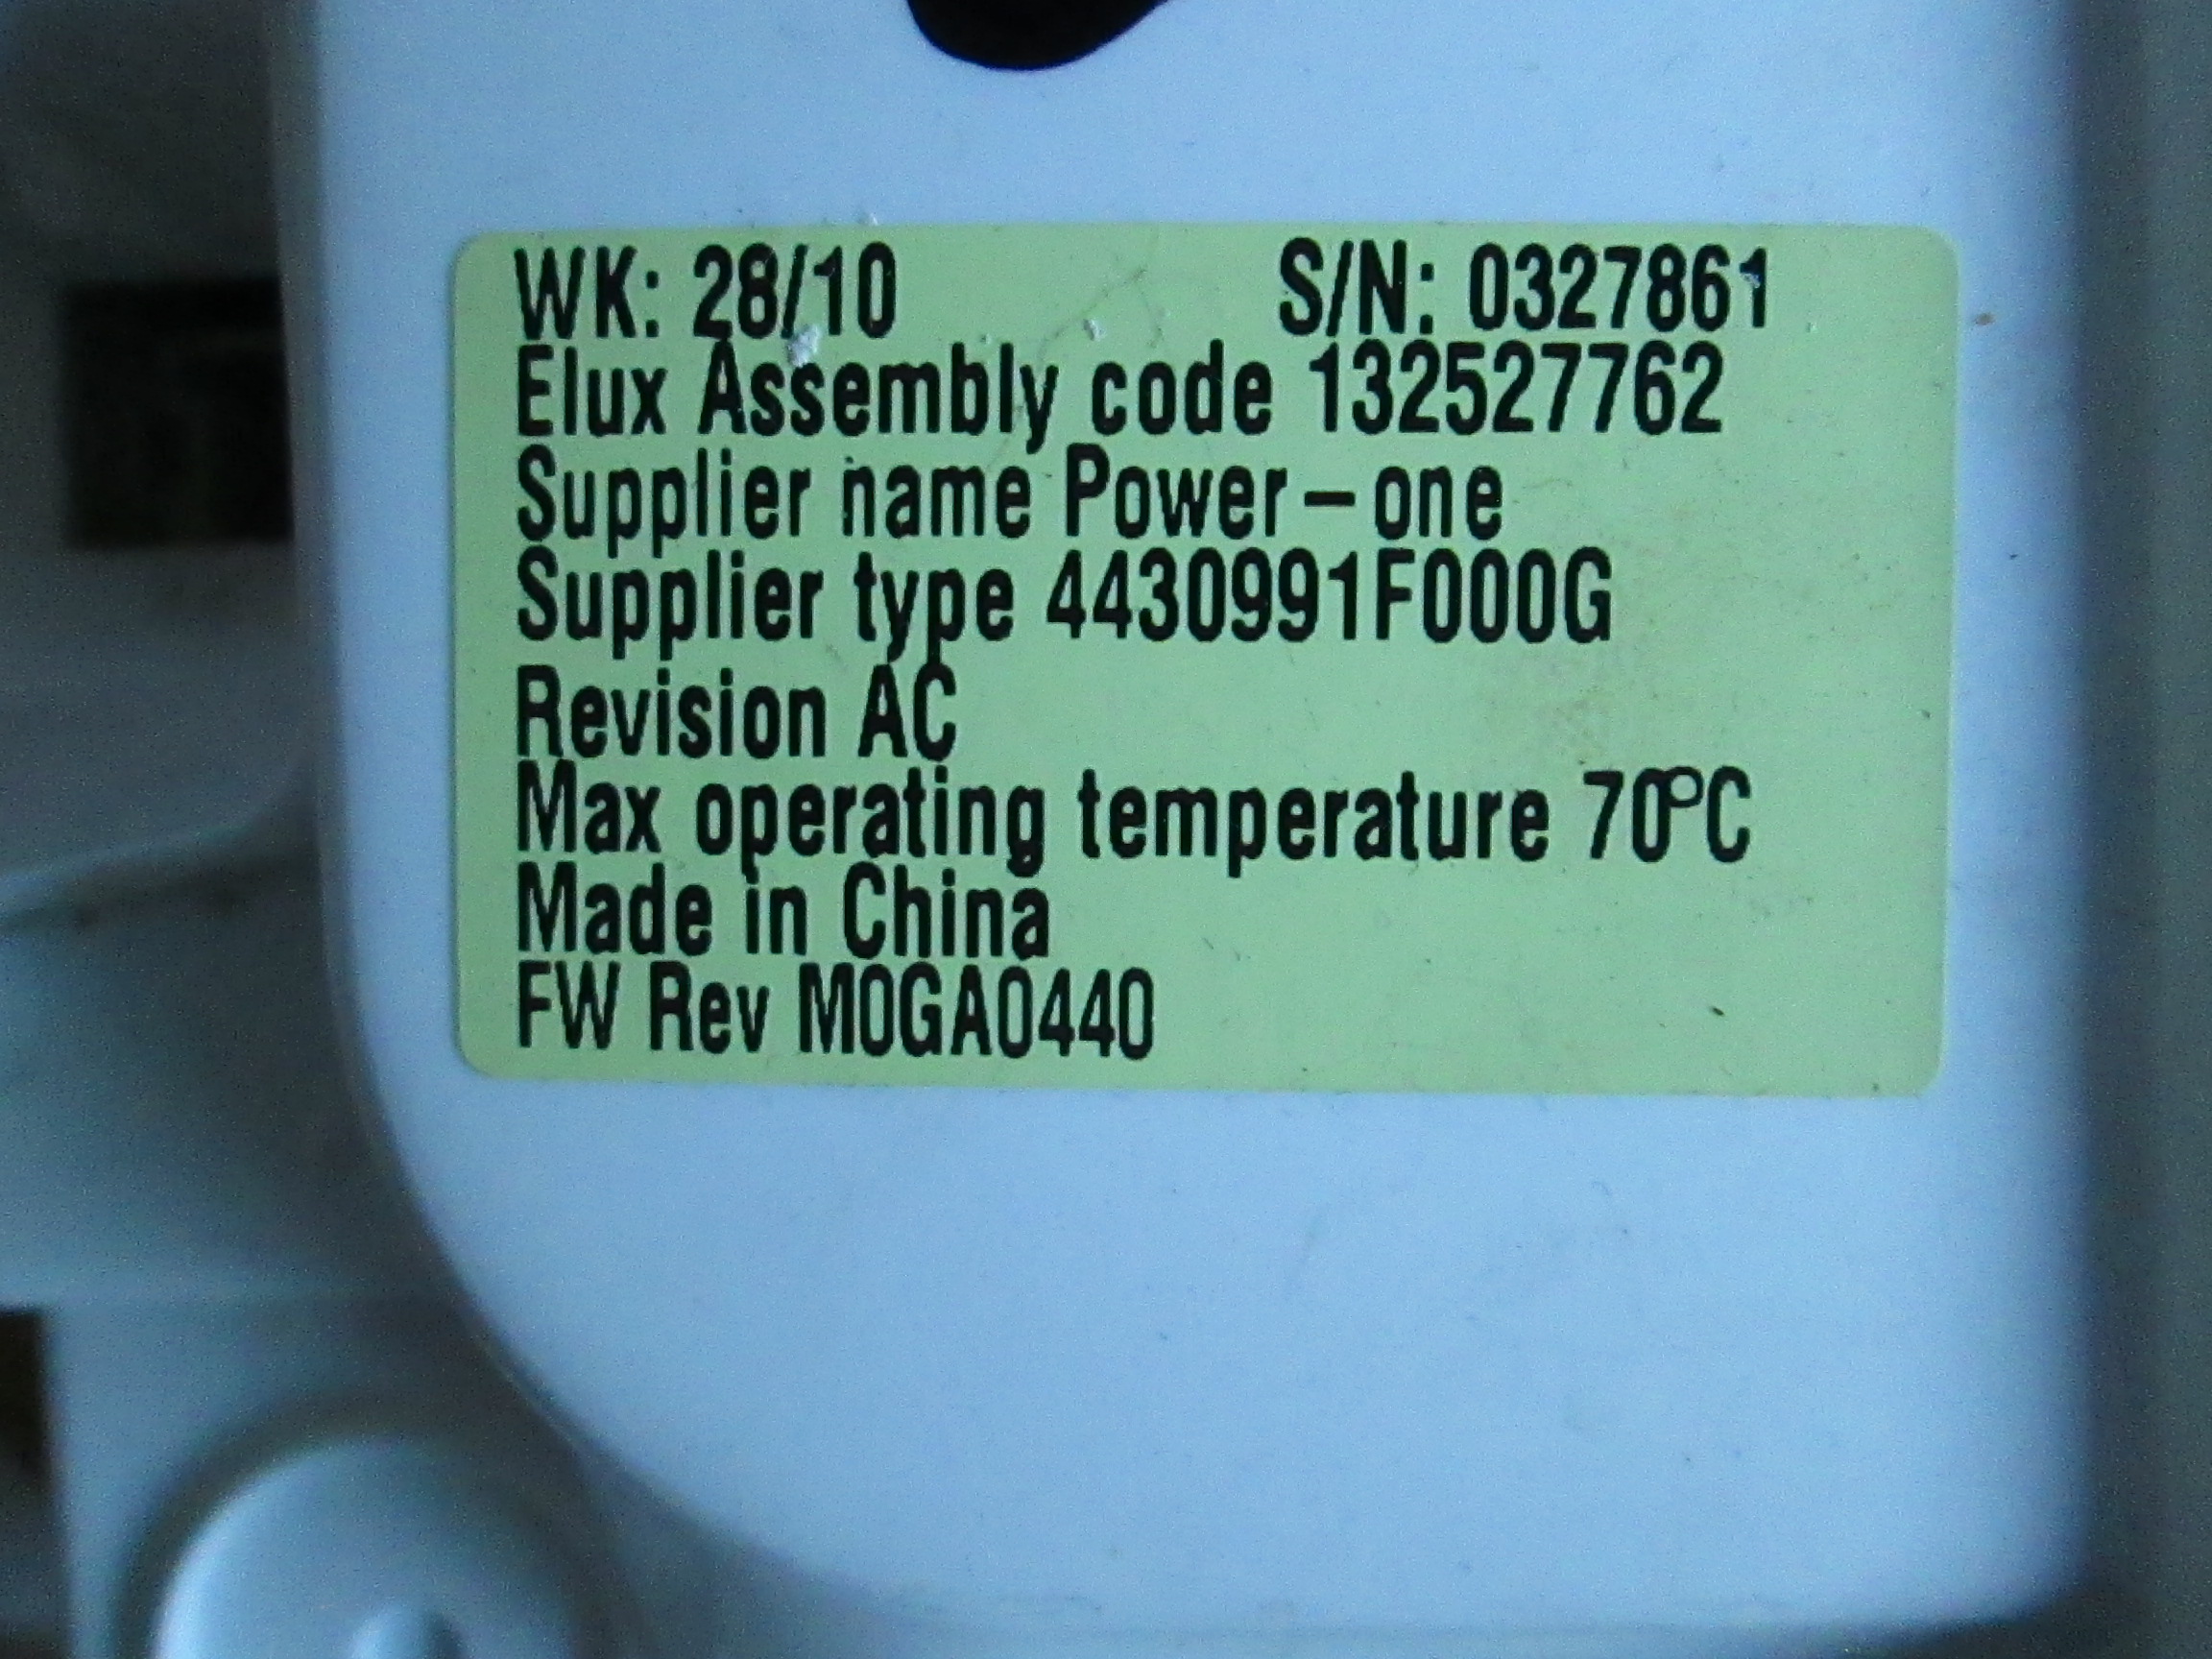 WK: 28/10 S/N: 0327861
Elux Assembly code 132527762
Supplier name Power-one
Supplier type 4430991F000G
Revision AC
Max operating temperature 70°C
Made in China
FW Rev M0GA0440